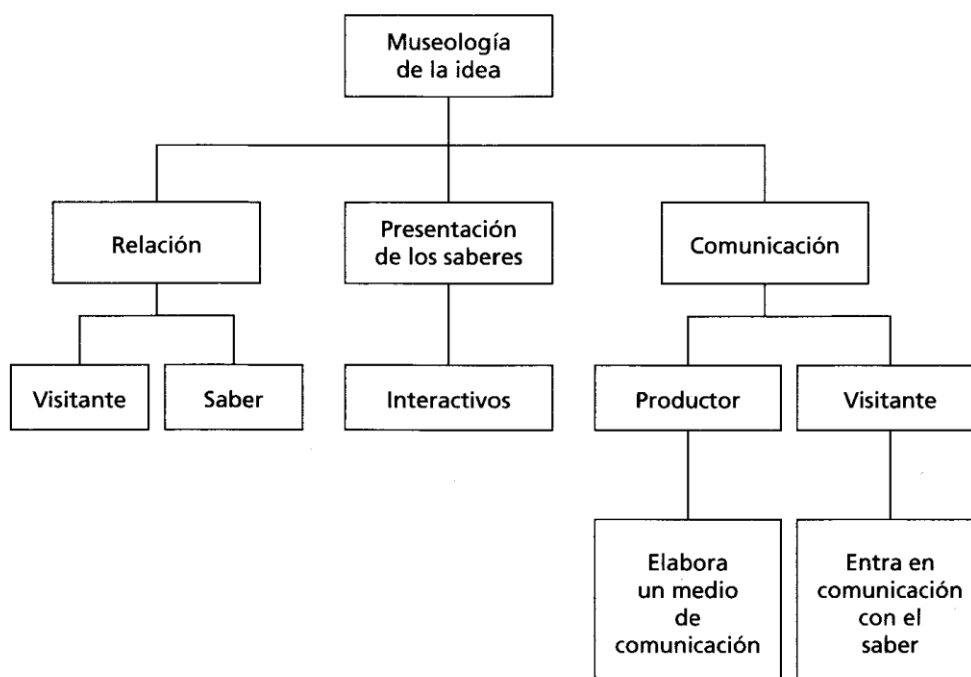 Museología
de la idea
Relación
Presentación
de los saberes
Comunicación
Visitante
Saber
Interactivos
Productor
Visitante
Elabora
un medio
de
comunicación
Entra en
comunicación
con el
saber